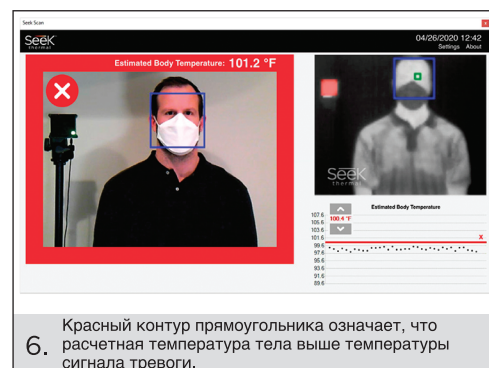 Seek Scan
x
Seek
thermal
04/26/2020 12:42
Settings About
Estimated Body Temperature: 101.2 °F
Seek
thermal
Estimated Body Temperature
107.6
105.6
103.6
101.6
99.6
97.6
95.6
93.6
91.6
89.6
100.4 °F
X
6. Красный контур прямоугольника означает, что
расчетная температура тела выше температуры
сигнала тревоги.